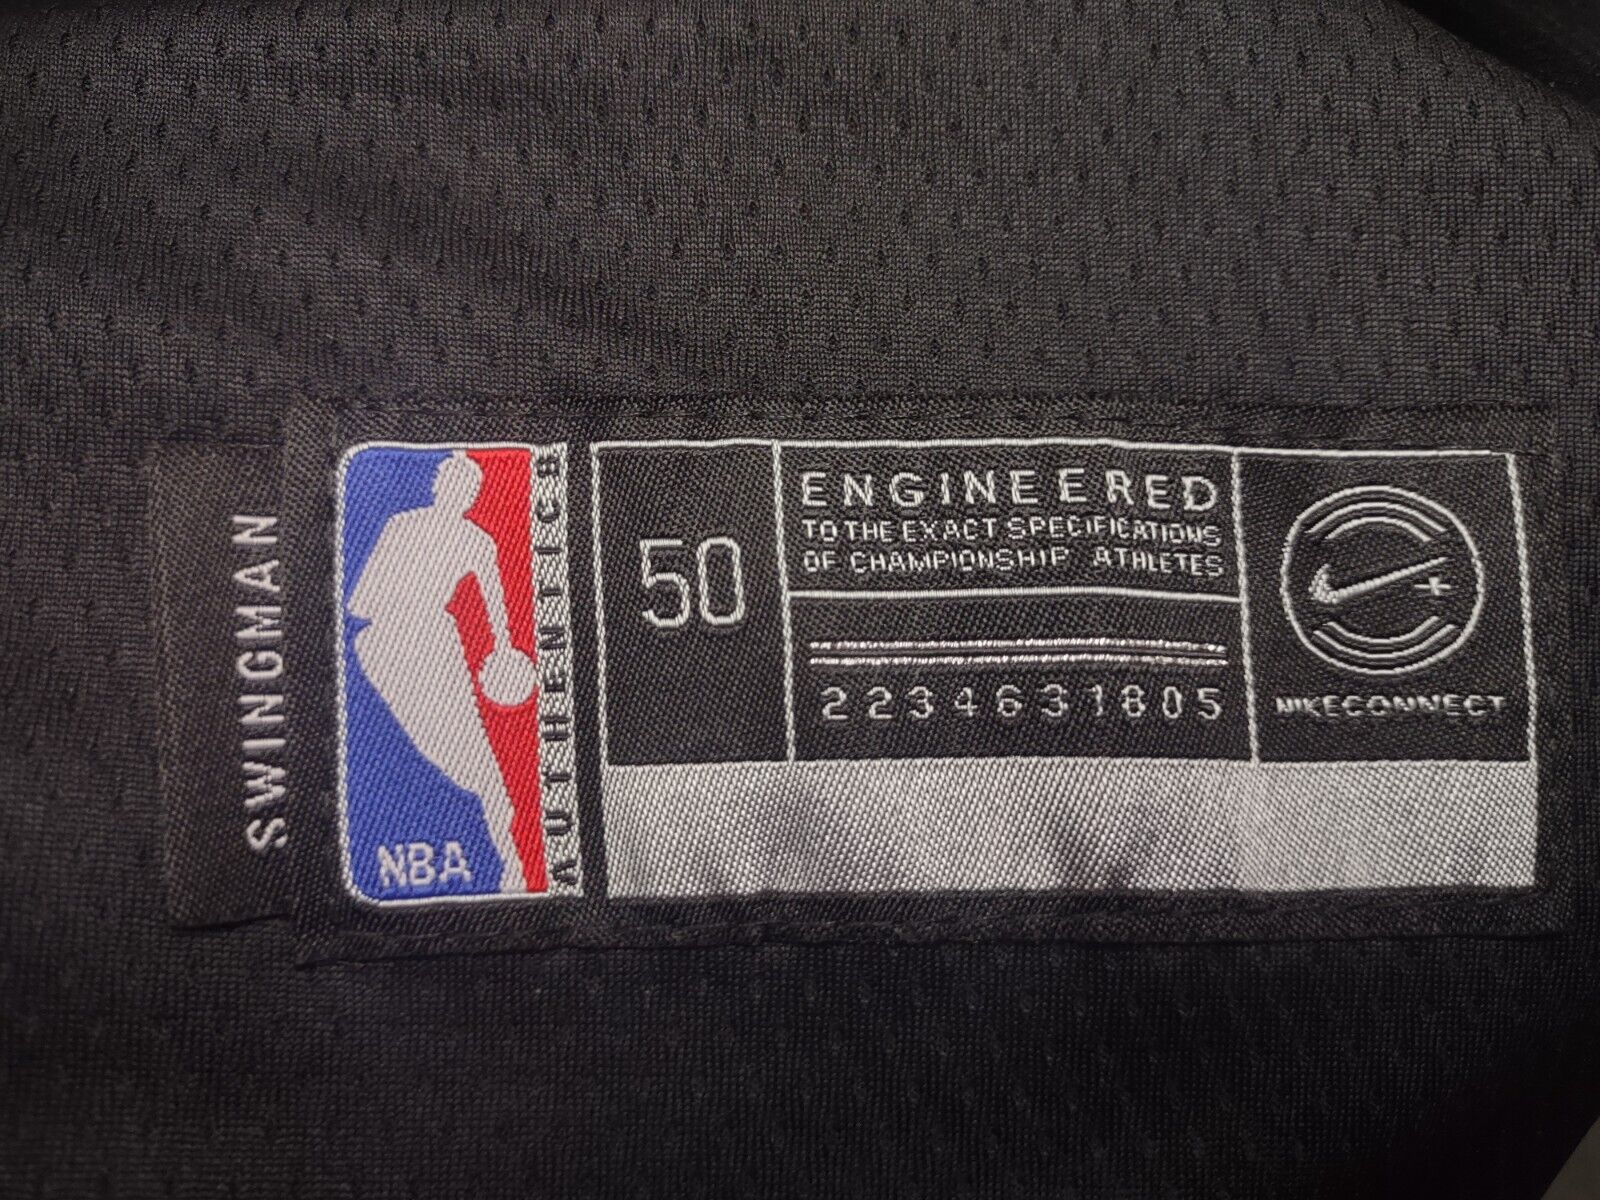 SWINGMAN
NBA
AUTHENTICS
50
ENGINEERED
TO THE EXACT SPECIFICATIONS
OF CHAMPIONSHIP ATHLETES
2234631805
NIKECONNECT